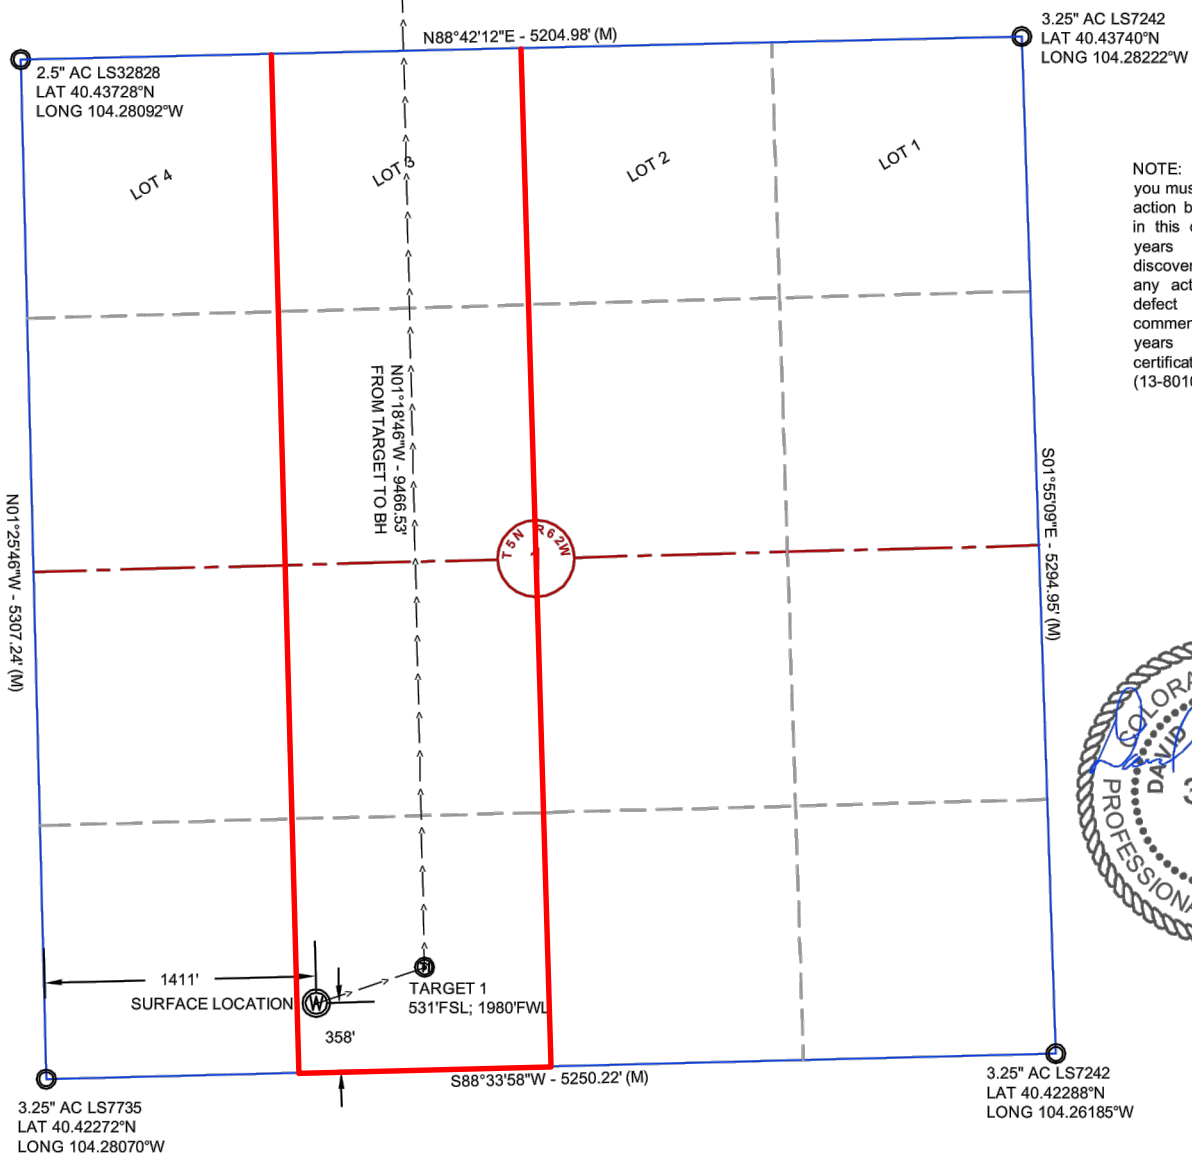 N88°42'12"E - 5204.98' (M)
3.25" AC LS7242
LAT 40.43740°N
LONG 104.28222°W
2.5" AC LS32828
LAT 40.43728°N
LONG 104.28092°W
LOT 4
LOT 3
LOT 2
LOT 1
NOTE:
you mus
action b
in this
years
discover
any act
defect
commen
years
certificat
(13-801
N01°18'46"W - 9466.53'
FROM TARGET TO BH
T5N R62W
1
N01°25'46"W - 5307.24' (M)
S01°55'09"E - 5294.95' (M)
COLORA
DAVID
3
PROFESSIONA
1411'
SURFACE LOCATION
W
T1
TARGET 1
531'FSL; 1980'FWL
358'
S88°33'58"W - 5250.22' (M)
3.25" AC LS7735
LAT 40.42272°N
LONG 104.28070°W
3.25" AC LS7242
LAT 40.42288°N
LONG 104.26185°W